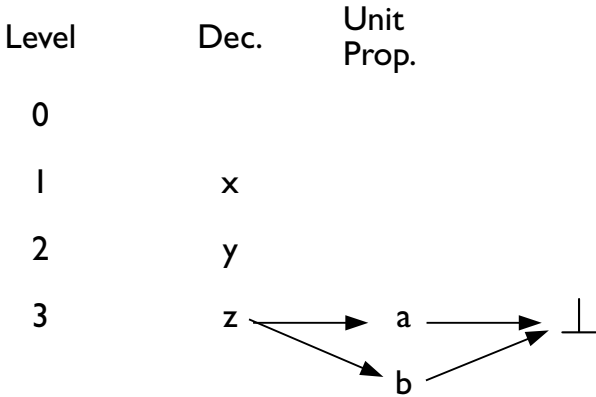 Level Dec. Unit Prop.
0
1 x
2 y
3 z a ⊥
b